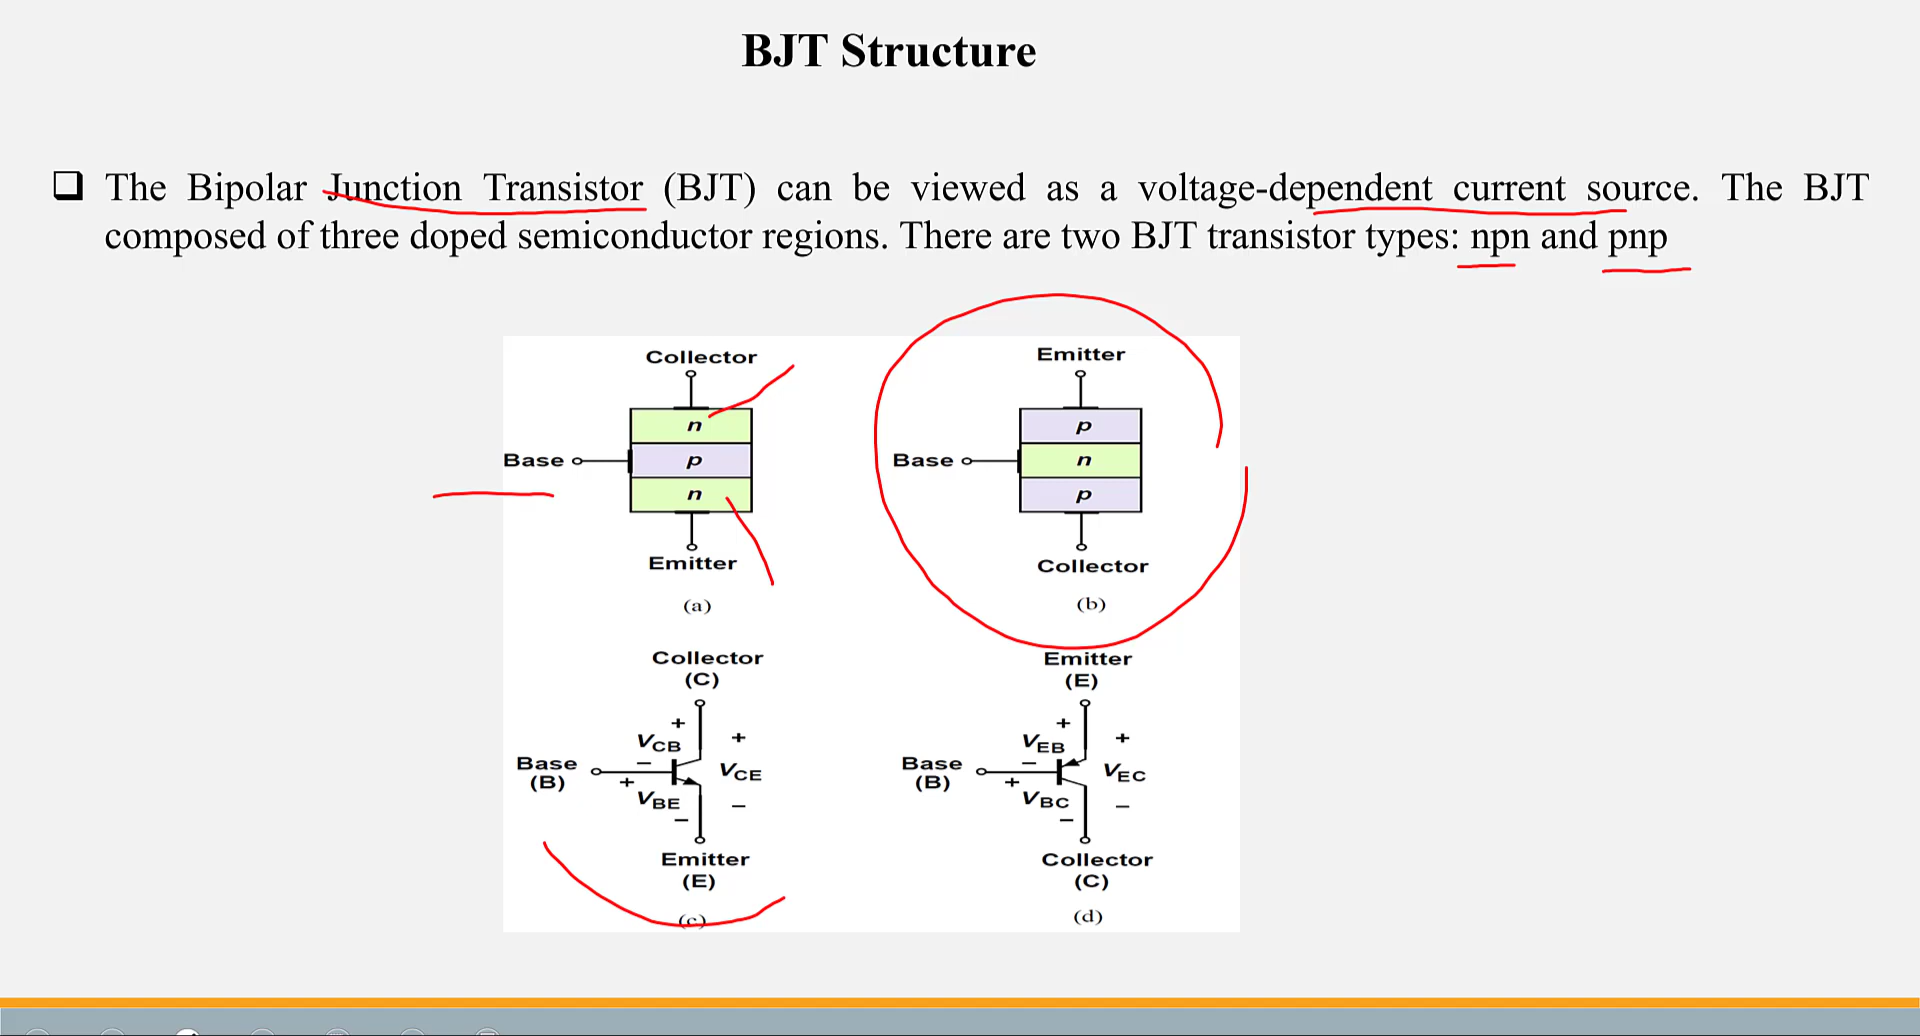 BJT Structure
The Bipolar Junction Transistor (BJT) can be viewed as a voltage-dependent current source. The BJT
composed of three doped semiconductor regions. There are two BJT transistor types: npn and pnp
Collector
n
Base
p
n
Emitter
(a)
Emitter
p
Base
n
p
Collector
(b)
Collector
(C)
+
VCB
+
−
Base
(B)
VCE
+
VBE
−
−
Emitter
(E)
(c)
Emitter
(E)
+
VEB
+
−
Base
(B)
VEC
+
VBC
−
−
Collector
(C)
(d)